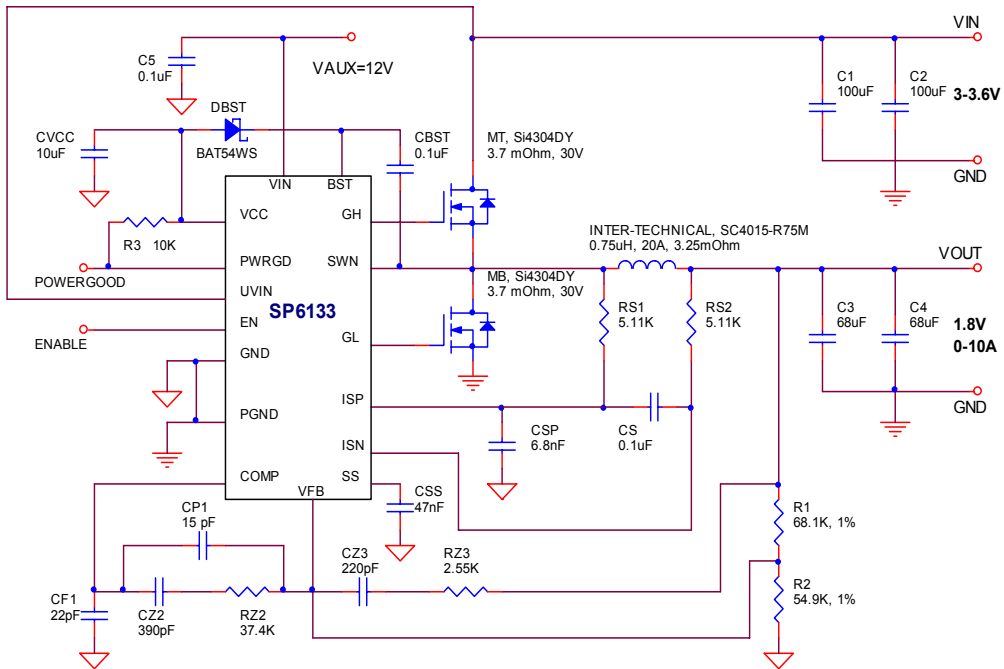 VIN
C5
0.1uF
VAUX=12V
C1
100uF
C2
100uF
3-3.6V
DBST
BAT54WS
CVCC
10uF
CBST
0.1uF
MT, Si4304DY
3.7 mOhm, 30V
GND
VIN
BST
VCC
GH
R3 10K
INTER-TECHNICAL, SC4015-R75M
0.75uH, 20A, 3.25mOhm
VOUT
PWRGD
SWN
POWERGOOD
UVIN
MB, Si4304DY
3.7 mOhm, 30V
RS1
5.11K
RS2
5.11K
C3
68uF
C4
68uF
1.8V
0-10A
SP6133
EN
ENABLE
GL
GND
ISP
GND
PGND
CSP
6.8nF
CS
0.1uF
ISN
COMP
SS
VFB
CSS
47nF
R1
68.1K, 1%
CP1
15 pF
CZ3
220pF
RZ3
2.55K
R2
54.9K, 1%
CF1
22pF
CZ2
390pF
RZ2
37.4K